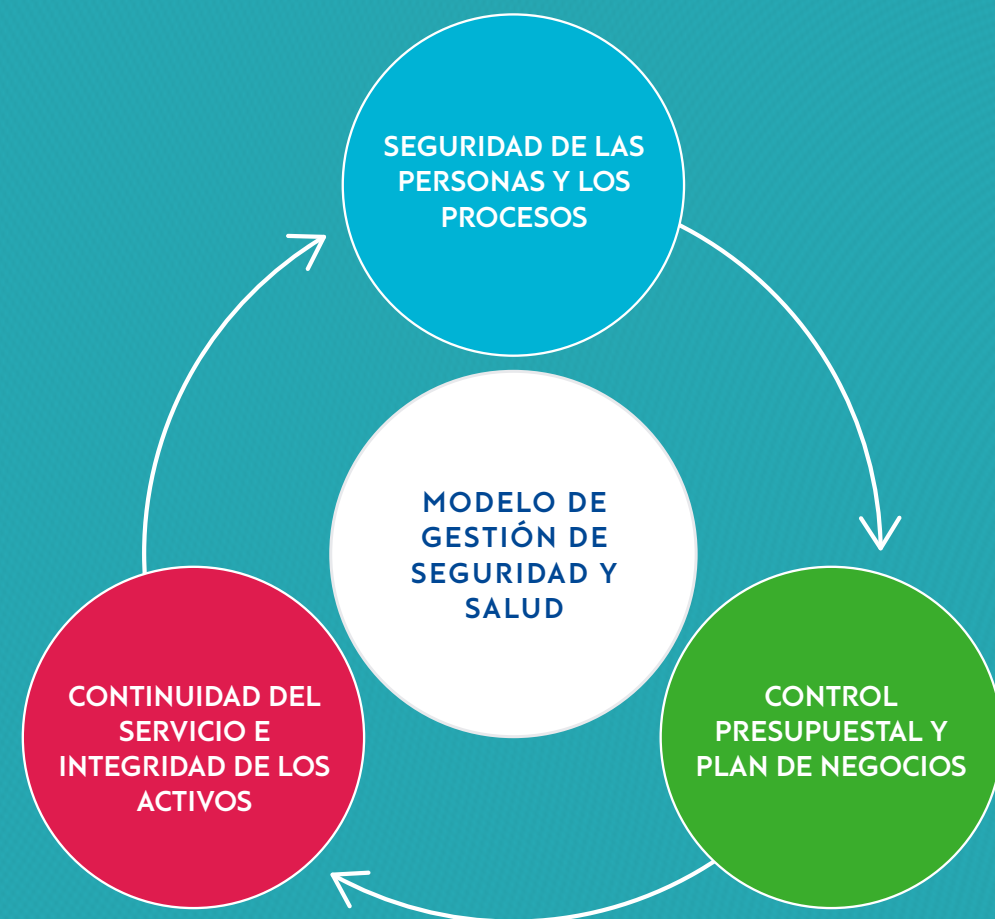 SEGURIDAD DE LAS
PERSONAS Y LOS
PROCESOS
MODELO DE
GESTIÓN DE
SEGURIDAD Y
SALUD
CONTINUIDAD DEL
SERVICIO E
INTEGRIDAD DE LOS
ACTIVOS
CONTROL
PRESUPUESTAL Y
PLAN DE NEGOCIOS